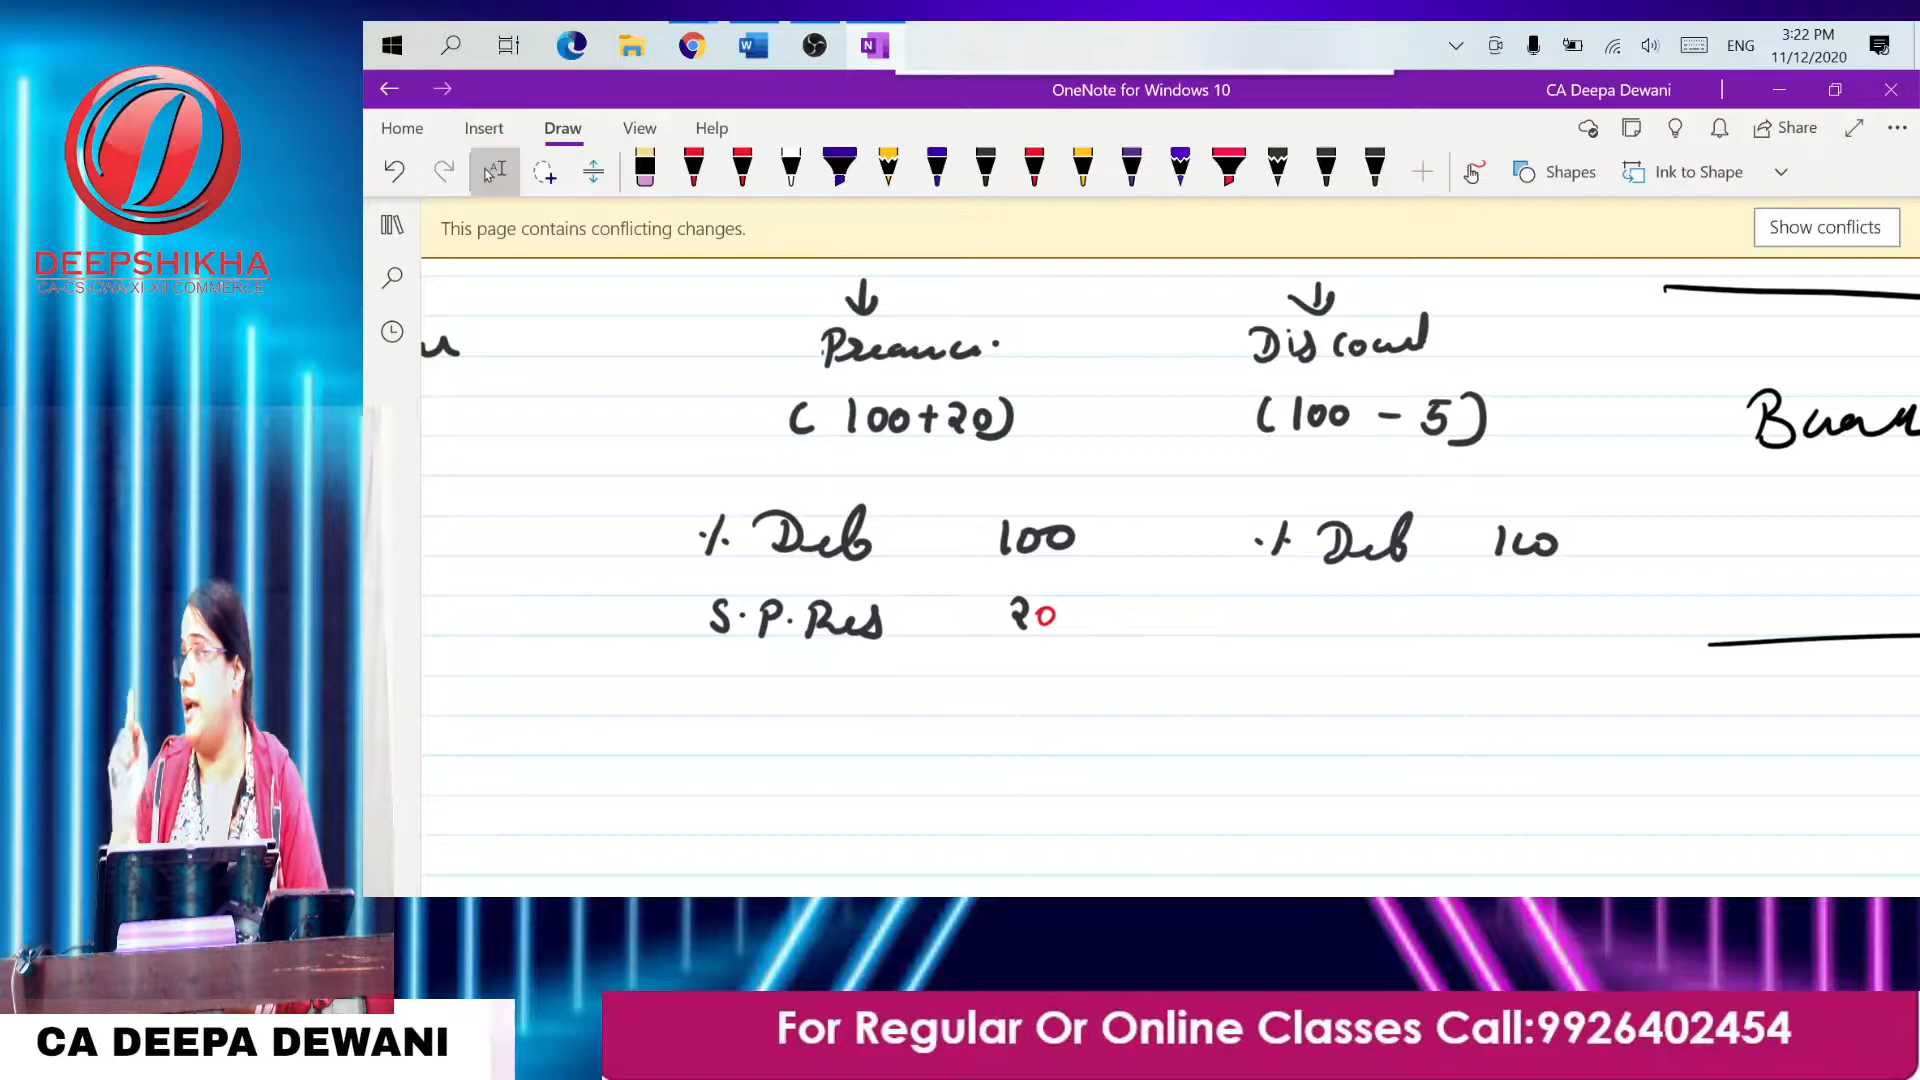 3:22 PM
ENG
11/12/2020
OneNote for Windows 10
CA Deepa Dewani
Home Insert Draw View Help
Share
Shapes
Ink to Shape
This page contains conflicting changes.
Show conflicts
DEEPSHIKHA
CA-CS-CWA/XI-XII COMMERCE
Discount
(100+20)
(100 - 5)
% Deb 100
% Deb 100
S.P.Res 20
CA DEEPA DEWANI
For Regular Or Online Classes Call:9926402454